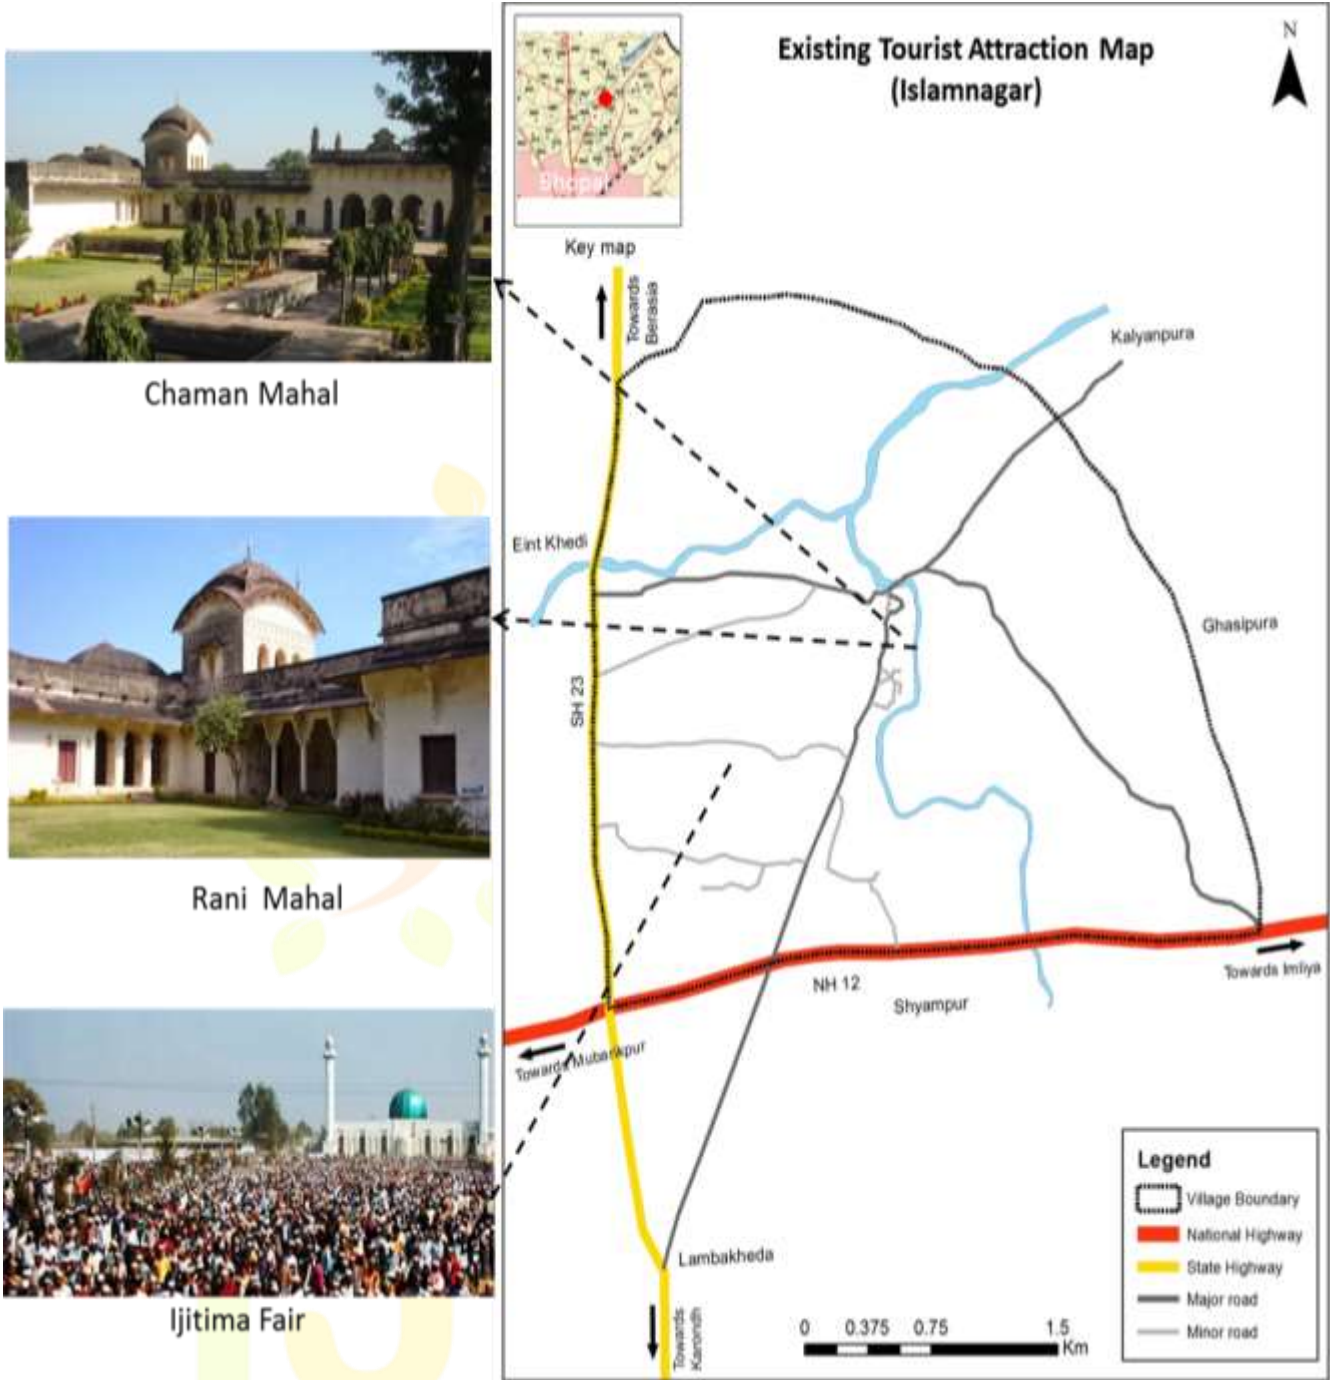 Existing Tourist Attraction Map
(Islamnagar)
N
Bhopal
Key map
Chaman Mahal
Rani Mahal
Ijitima Fair
Towards
Berasia
Kalyanpura
Eint Khedi
Ghasipura
SH 23
NH 12
Shyampur
Towards Imliya
Towards Mubarikpur
Lambakheda
Towards
Karondh
Legend
Village Boundary
National Highway
State Highway
Major road
Minor road
0 0.375 0.75 1.5
Km